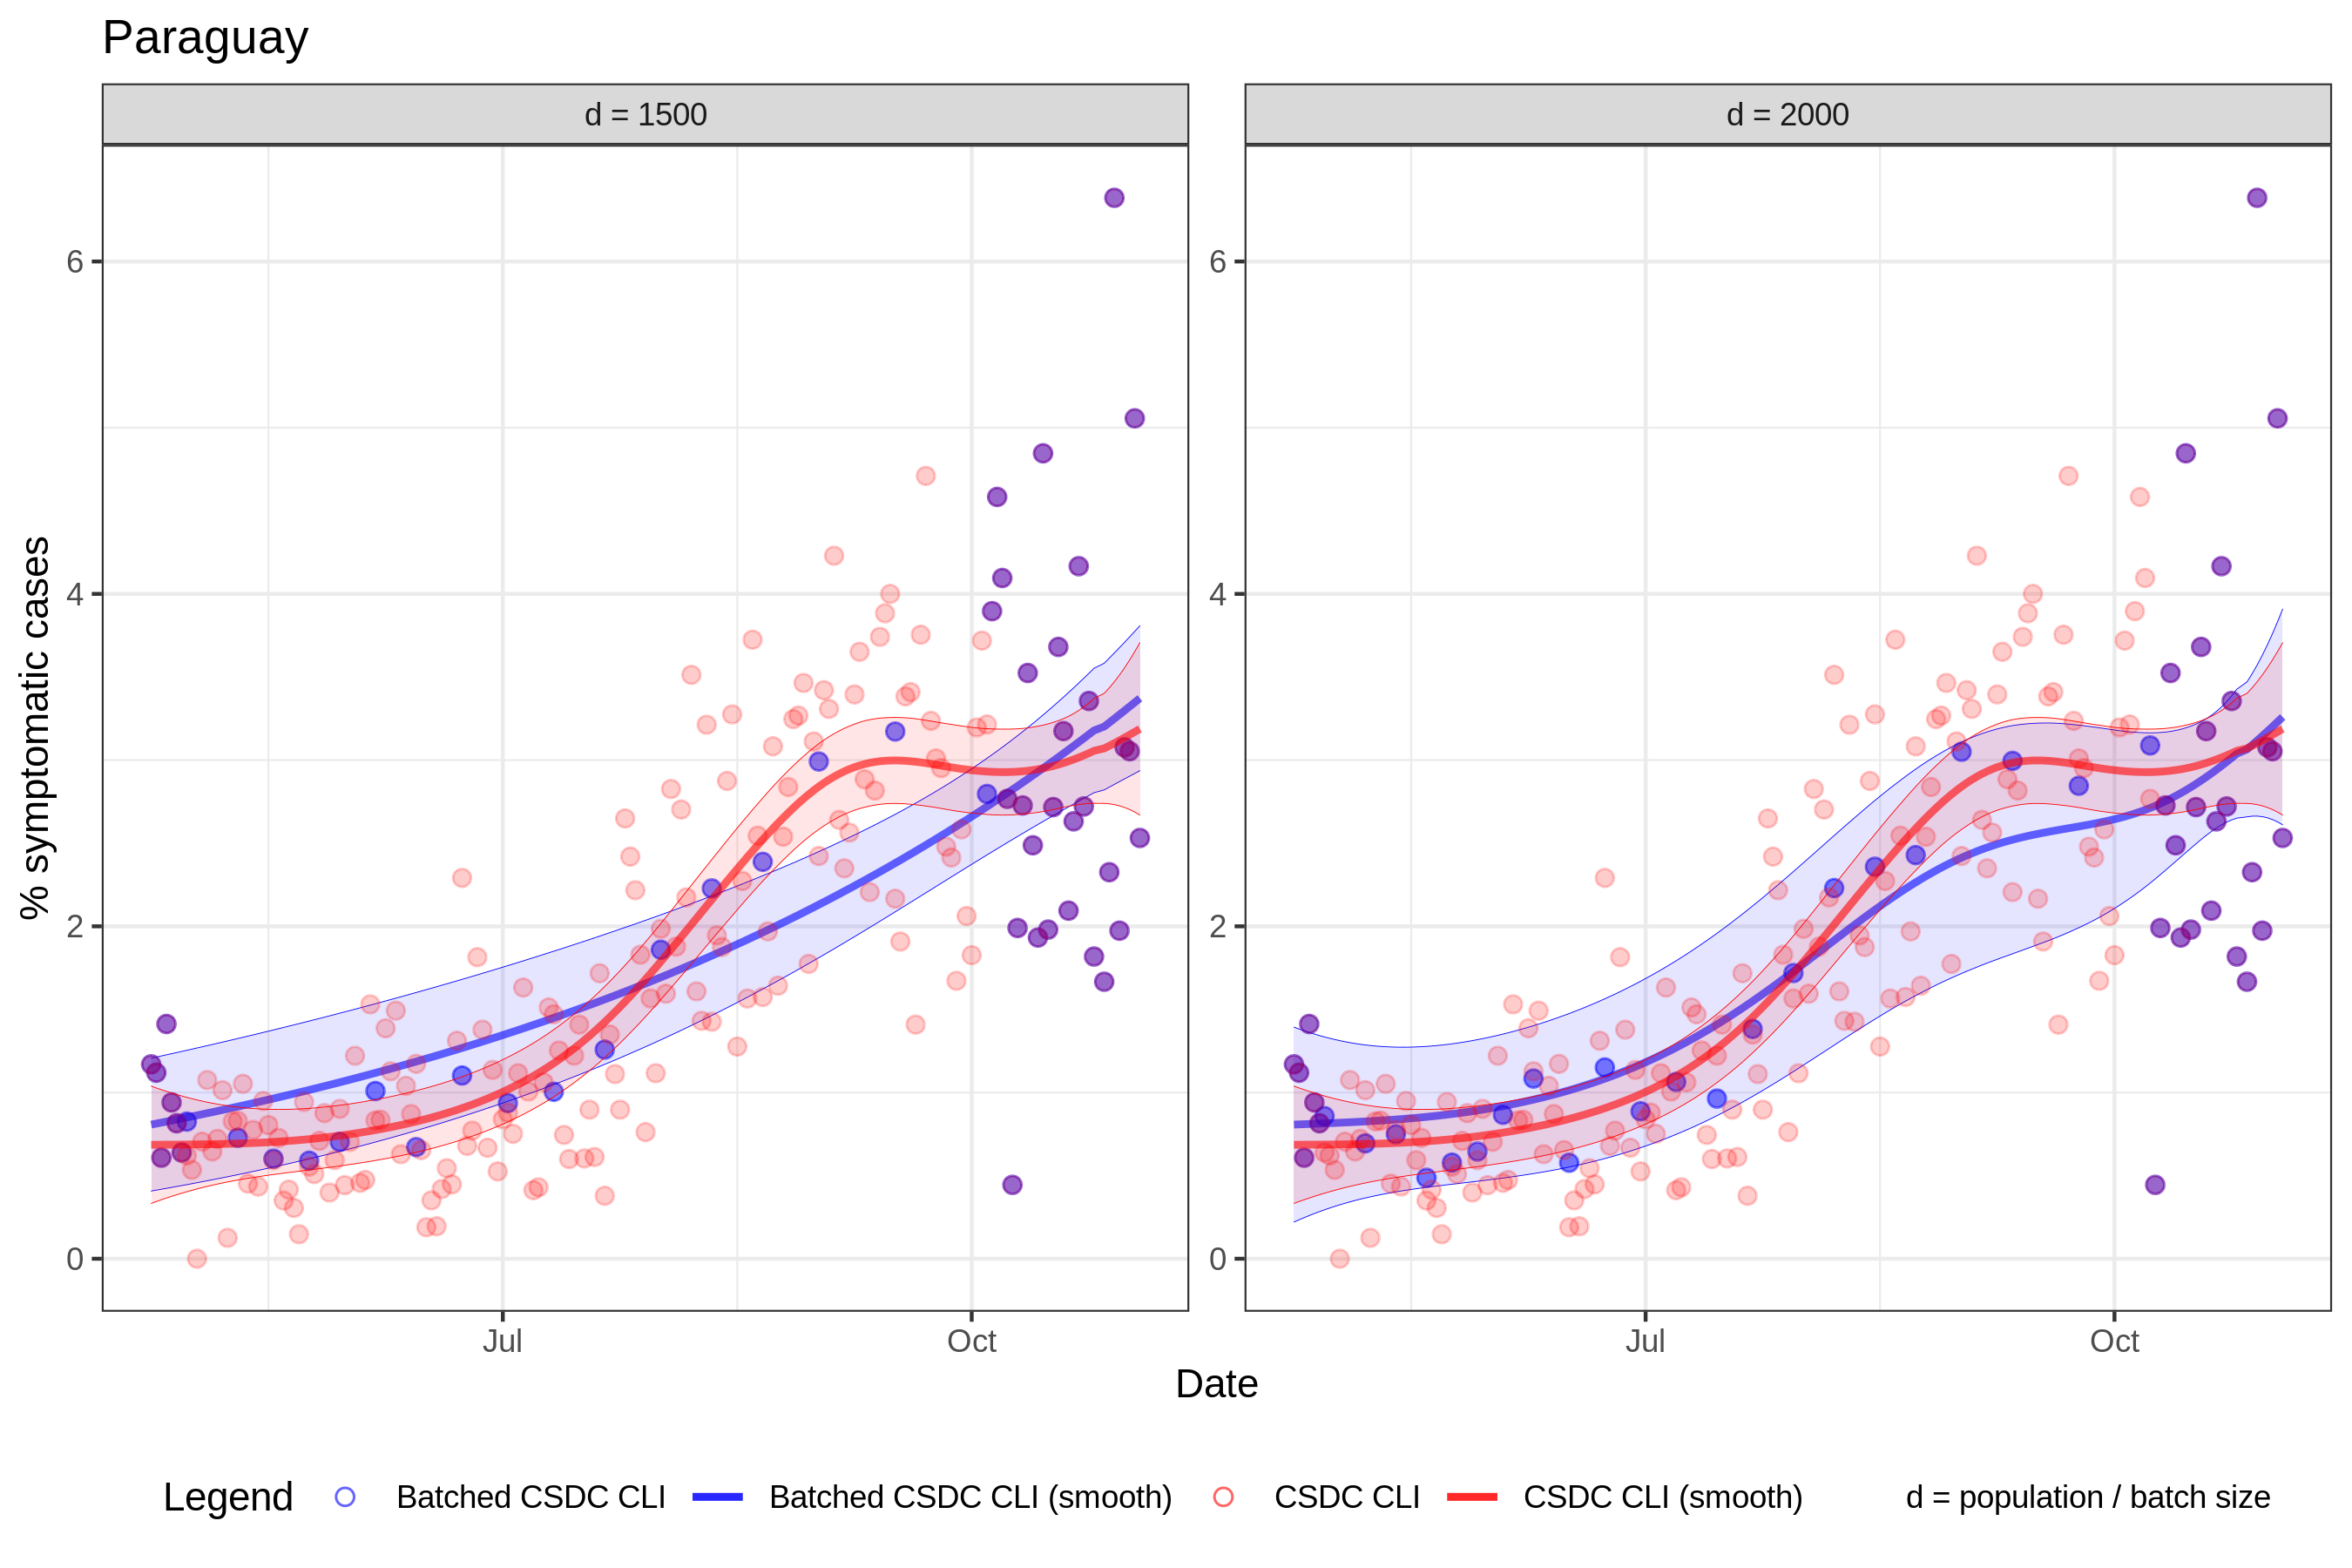 Paraguay
d = 1500
d = 2000
% symptomatic cases
6
4
2
0
6
4
2
0
Jul
Oct
Jul
Oct
Date
Legend
Batched CSDC CLI
Batched CSDC CLI (smooth)
CSDC CLI
CSDC CLI (smooth)
d = population / batch size